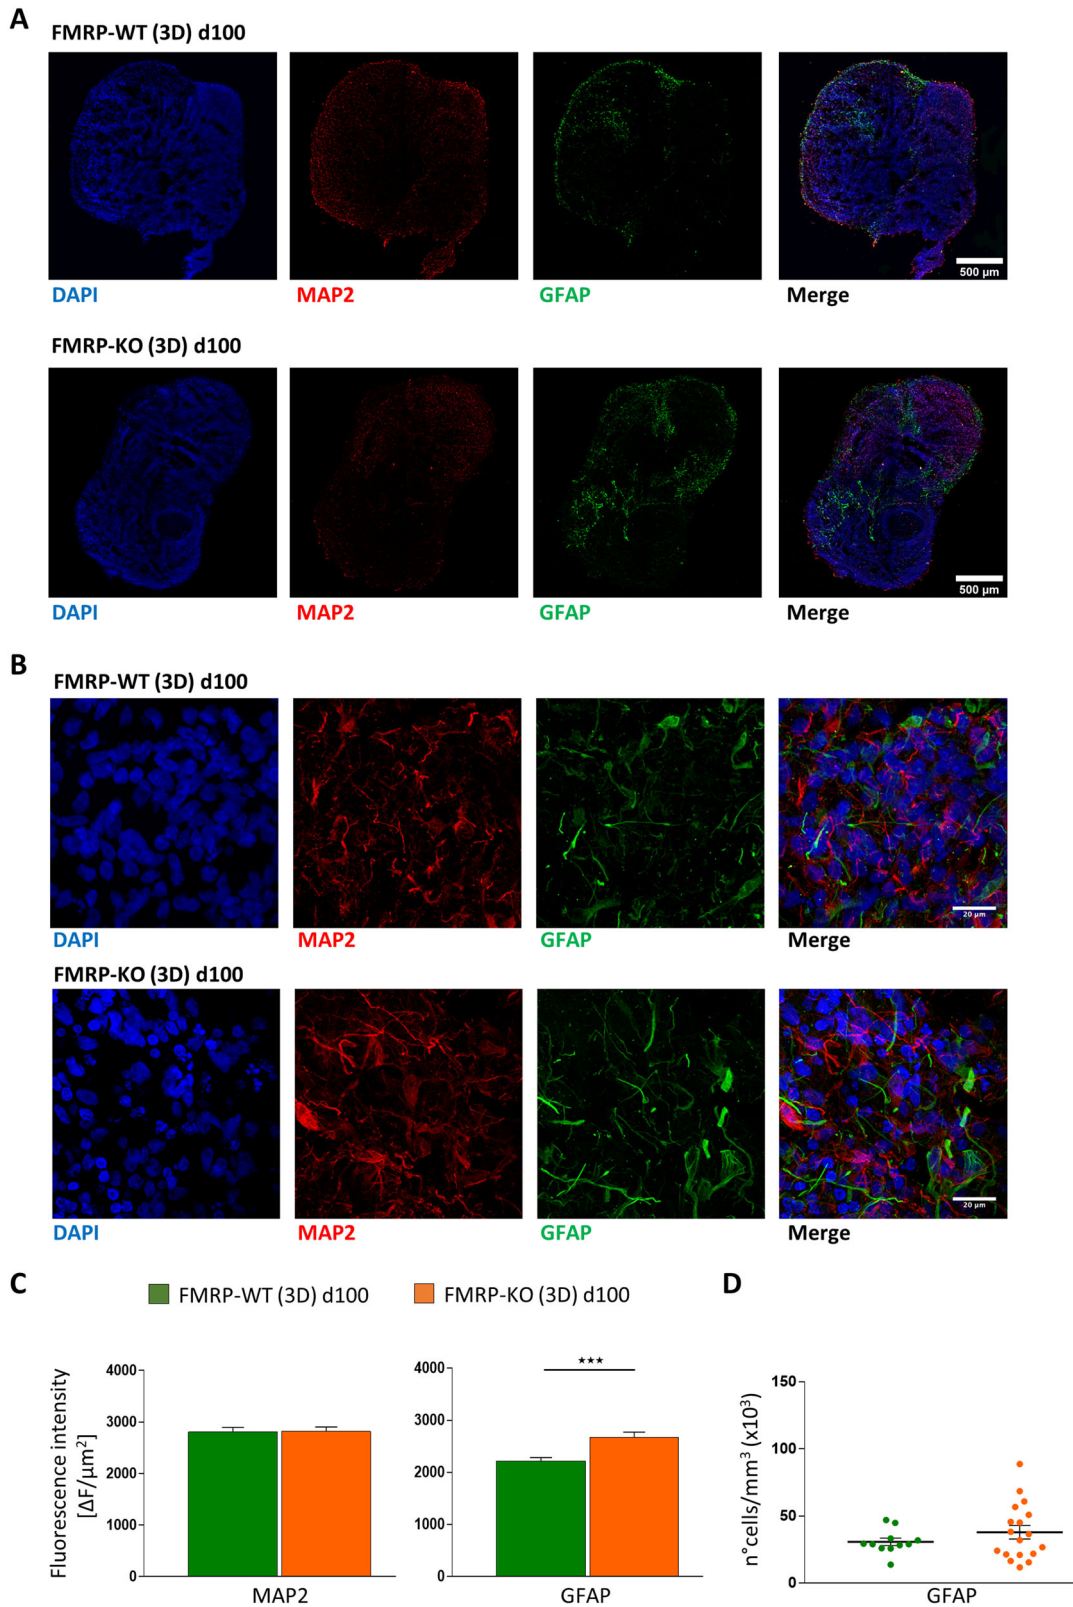 A
FMRP-WT (3D) d100
500 µm
DAPI MAP2 GFAP Merge
FMRP-KO (3D) d100
500 µm
DAPI MAP2 GFAP Merge
B
FMRP-WT (3D) d100
20 µm
DAPI MAP2 GFAP Merge
FMRP-KO (3D) d100
20 µm
DAPI MAP2 GFAP Merge
C
D
FMRP-WT (3D) d100 FMRP-KO (3D) d100
Fluorescence intensity
[ΔF/µm²]
4000
3000
2000
1000
0
MAP2
★★★
4000
3000
2000
1000
0
GFAP
n°cells/mm³ (x10³)
150
100
50
0
GFAP